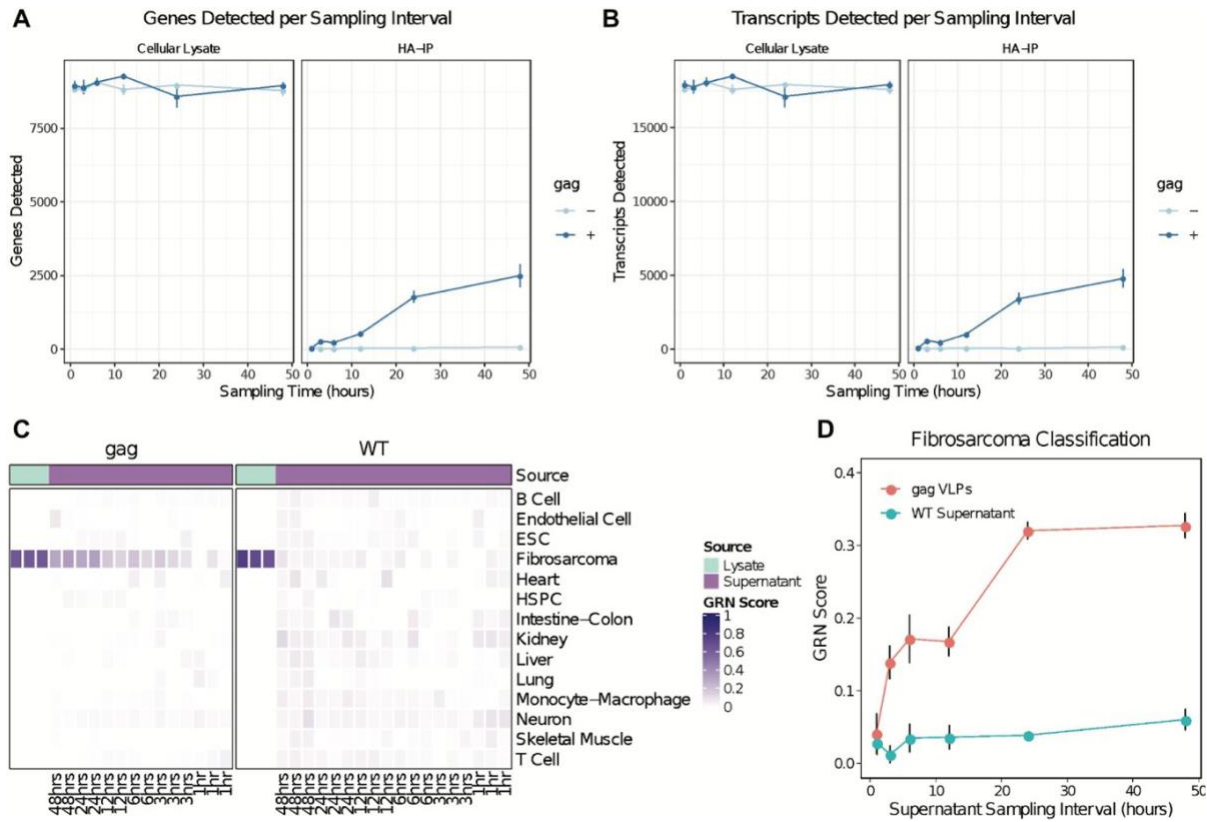 A
Genes Detected per Sampling Interval
Cellular Lysate
HA−IP
7500
5000
2500
0
Genes Detected
0 10 20 30 40 50 0 10 20 30 40 50
Sampling Time (hours)
gag
−
+
B
Transcripts Detected per Sampling Interval
Cellular Lysate
HA−IP
15000
10000
5000
0
Transcripts Detected
0 10 20 30 40 50 0 10 20 30 40 50
Sampling Time (hours)
gag
−
+
C
gag
WT
Source
B Cell
Endothelial Cell
ESC
Fibrosarcoma
Heart
HSPC
Intestine−Colon
Kidney
Liver
Lung
Monocyte−Macrophage
Neuron
Skeletal Muscle
T Cell
48hrs 48hrs 24hrs 24hrs 12hrs 12hrs 6hrs 6hrs 3hrs 3hrs 1hr 1hr 1hr
48hrs 48hrs 48hrs 24hrs 24hrs 24hrs 12hrs 12hrs 12hrs 6hrs 6hrs 6hrs 3hrs 3hrs 3hrs 1hr 1hr 1hr
Source
Lysate
Supernatant
GRN Score
1
0.8
0.6
0.4
0.2
0
D
Fibrosarcoma Classification
gag VLPs
WT Supernatant
0.4
0.3
0.2
0.1
0.0
GRN Score
0 10 20 30 40 50
Supernatant Sampling Interval (hours)